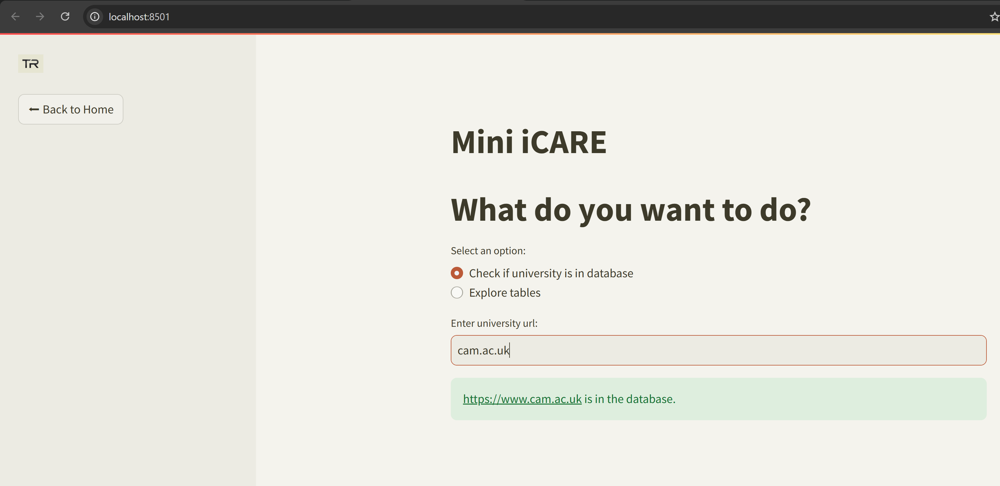 localhost:8501
TR
Back to Home
Mini iCARE
What do you want to do?
Select an option:
Check if university is in database
Explore tables
Enter university url:
cam.ac.uk
https://www.cam.ac.uk is in the database.